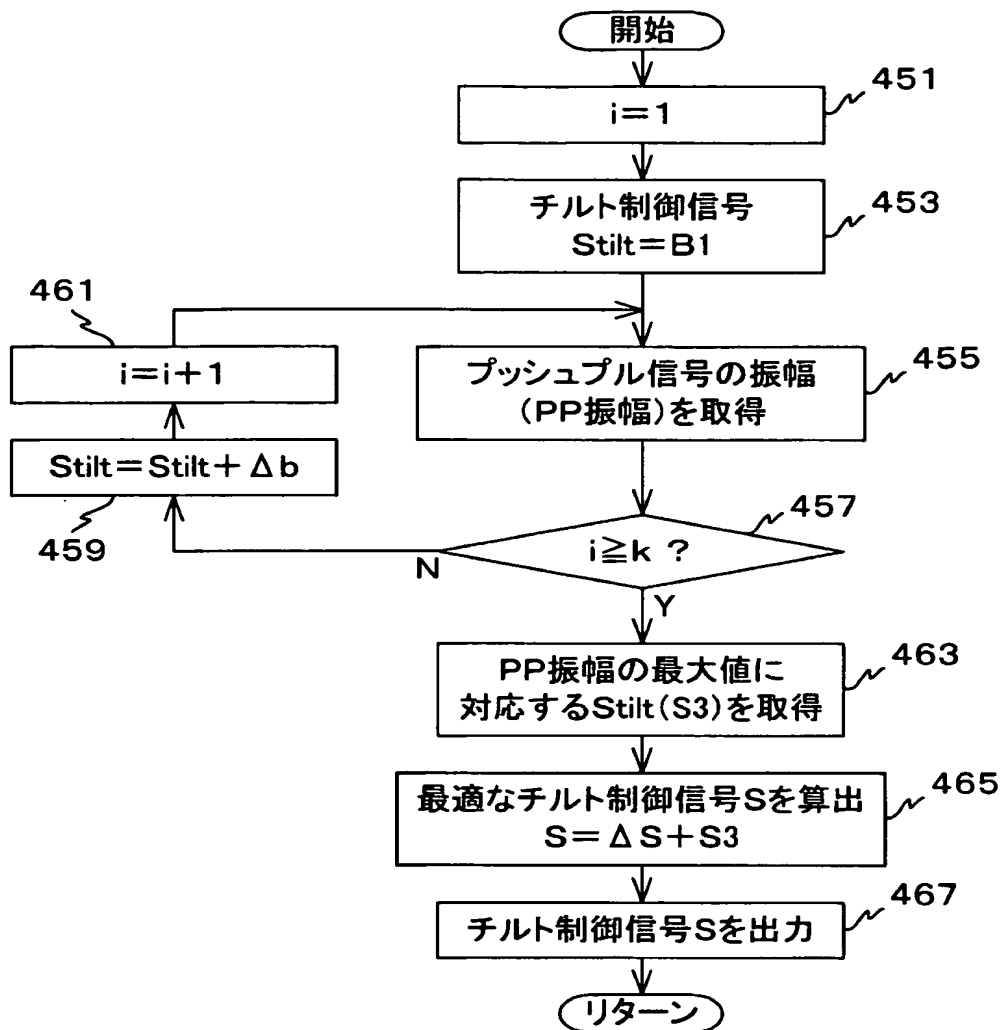 開始
451
i=1
453
チルト制御信号
Stilt=B1
461
i=i+1
455
プッシュプル信号の振幅
(PP振幅)を取得
Stilt=Stilt+Δb
459
457
i≧k ?
N
Y
463
PP振幅の最大値に
対応するStilt(S3)を取得
465
最適なチルト制御信号Sを算出
S=ΔS+S3
467
チルト制御信号Sを出力
リターン